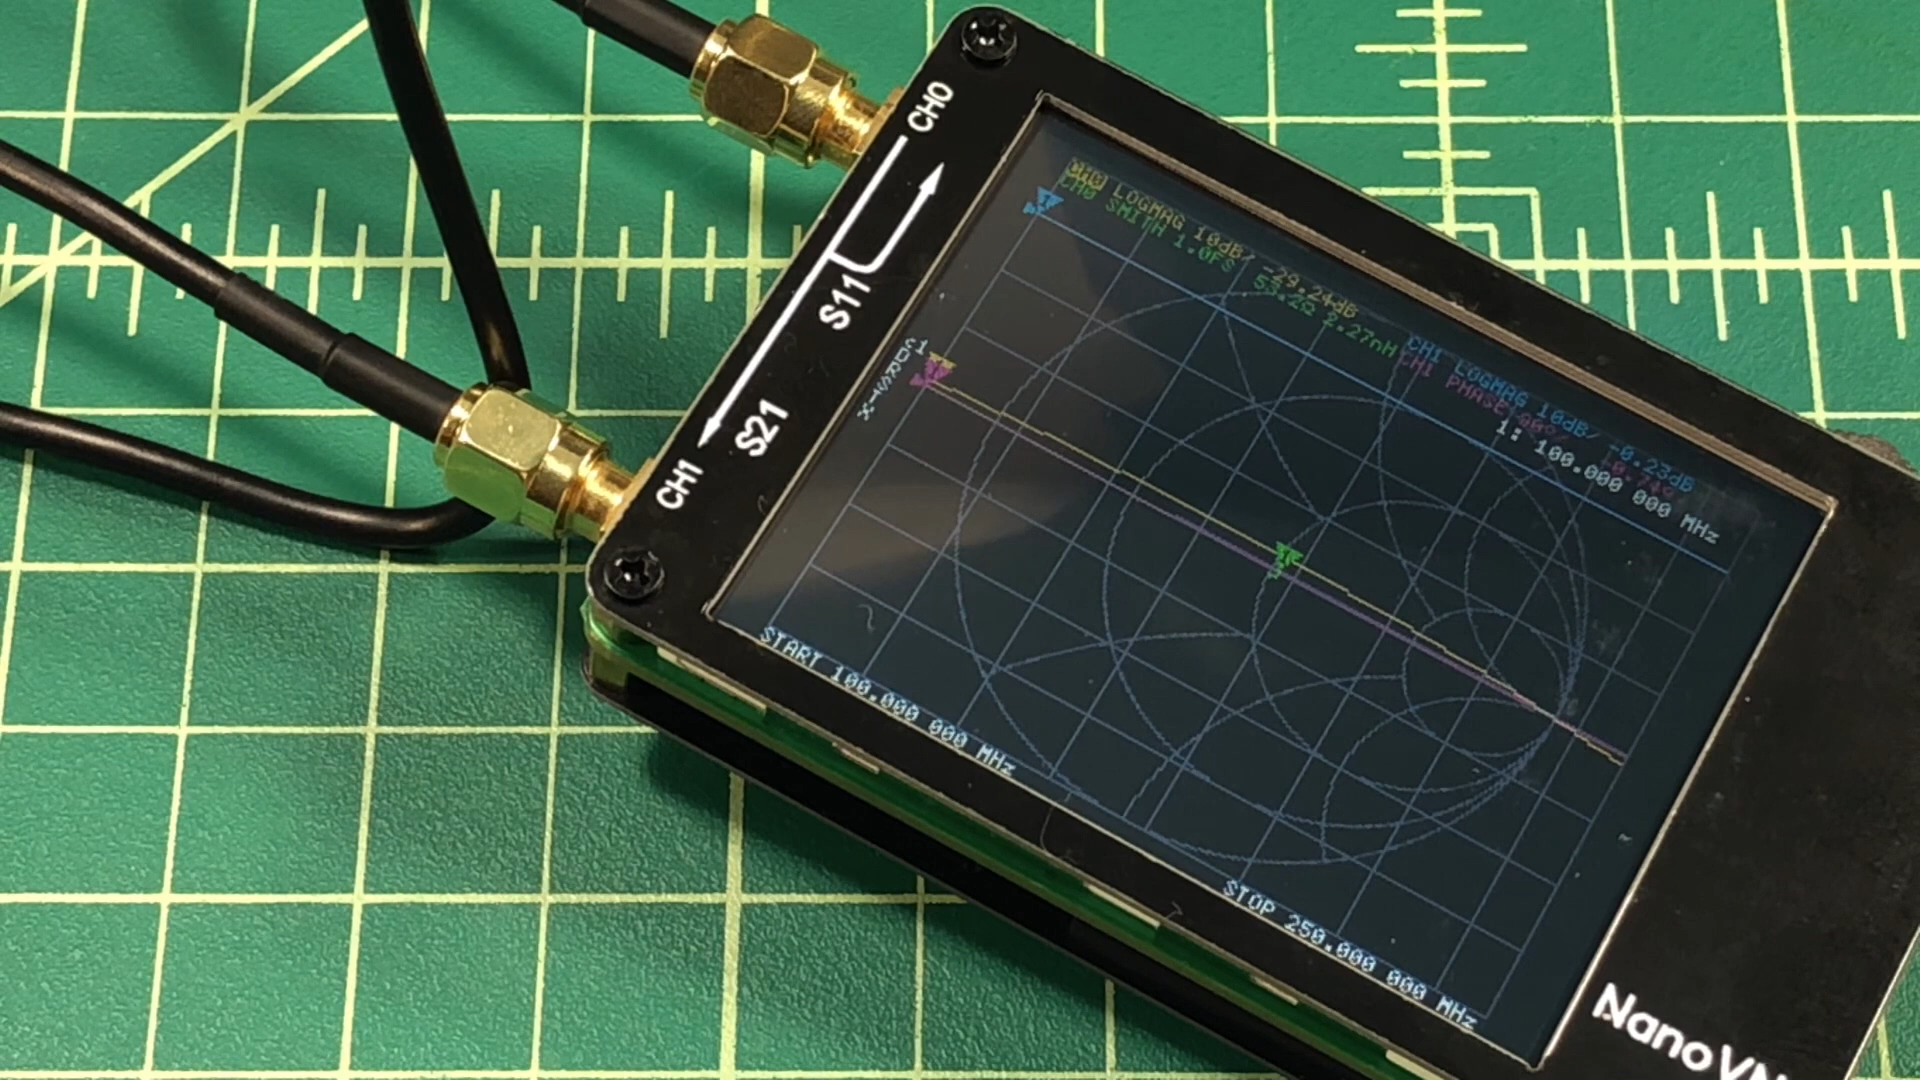 CH0 LOGMAG 10dB/ -29.24dB
CH0 SMITH 1.0FS 53.2Ω 2.27nH
CH1 LOGMAG 10dB/ -0.23dB
CH1 PHASE 90°/
1: 100.000 000 MHz
START 100.000 000 MHz
STOP 250.000 000 MHz
CH0
S11
S21
CH1
NanoVN